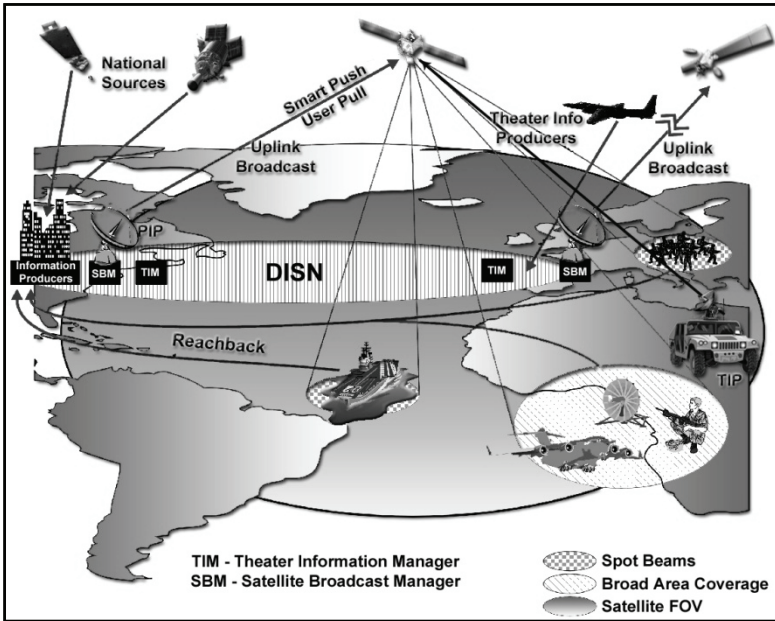 National
Sources
Smart Push
User Pull
Uplink
Broadcast
Theater Info
Producers
Uplink
Broadcast
PIP
Information
Producers
SBM
TIM
DISN
TIM
SBM
Reachback
TIP
TIM - Theater Information Manager
SBM - Satellite Broadcast Manager
Spot Beams
Broad Area Coverage
Satellite FOV